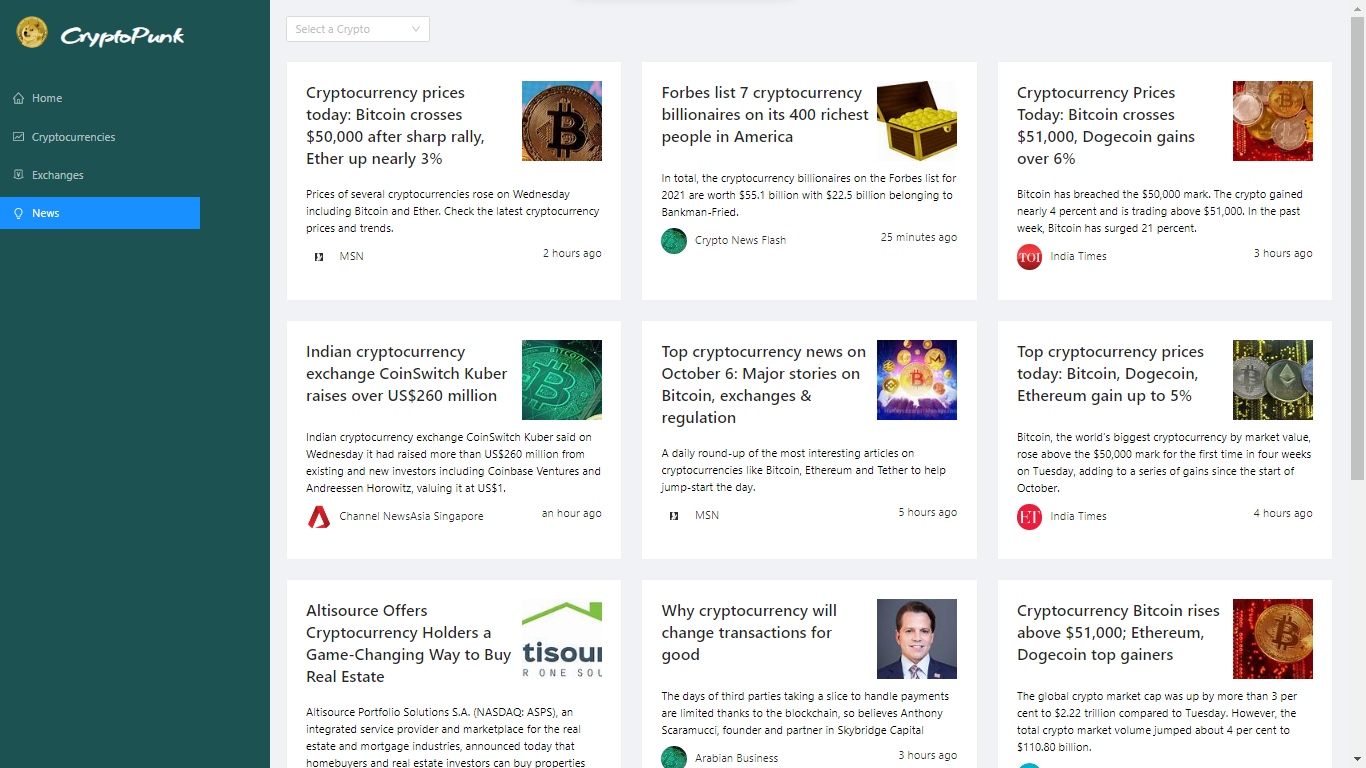 CryptoPunk
Home
Cryptocurrencies
Exchanges
News
Select a Crypto
Cryptocurrency prices
today: Bitcoin crosses
$50,000 after sharp rally,
Ether up nearly 3%
Prices of several cryptocurrencies rose on Wednesday
including Bitcoin and Ether. Check the latest cryptocurrency
prices and trends.
MSN
2 hours ago
Forbes list 7 cryptocurrency
billionaires on its 400 richest
people in America
In total, the cryptocurrency billionaires on the Forbes list for
2021 are worth $55.1 billion with $22.5 billion belonging to
Bankman-Fried.
Crypto News Flash
25 minutes ago
Cryptocurrency Prices
Today: Bitcoin crosses
$51,000, Dogecoin gains
over 6%
Bitcoin has breached the $50,000 mark. The crypto gained
nearly 4 percent and is trading above $51,000. In the past
week, Bitcoin has surged 21 percent.
TOI
India Times
3 hours ago
Indian cryptocurrency
exchange CoinSwitch Kuber
raises over US$260 million
BITCOIN
Indian cryptocurrency exchange CoinSwitch Kuber said on
Wednesday it had raised more than US$260 million from
existing and new investors including Coinbase Ventures and
Andreessen Horowitz, valuing it at US$1.
Channel NewsAsia Singapore
an hour ago
Top cryptocurrency news on
October 6: Major stories on
Bitcoin, exchanges &
regulation
A daily round-up of the most interesting articles on
cryptocurrencies like Bitcoin, Ethereum and Tether to help
jump-start the day.
MSN
5 hours ago
Top cryptocurrency prices
today: Bitcoin, Dogecoin,
Ethereum gain up to 5%
Bitcoin, the world's biggest cryptocurrency by market value,
rose above the $50,000 mark for the first time in four weeks
on Tuesday, adding to a series of gains since the start of
October.
ET
India Times
4 hours ago
Altisource Offers
Cryptocurrency Holders a
Game-Changing Way to Buy
Real Estate
tisour
R ONE SOU
Altisource Portfolio Solutions S.A. (NASDAQ: ASPS), an
integrated service provider and marketplace for the real
estate and mortgage industries, announced today that
homebuyers and real estate investors can buy properties
Why cryptocurrency will
change transactions for
good
The days of third parties taking a slice to handle payments
are limited thanks to the blockchain, so believes Anthony
Scaramucci, founder and partner in Skybridge Capital
Arabian Business
3 hours ago
Cryptocurrency Bitcoin rises
above $51,000; Ethereum,
Dogecoin top gainers
The global crypto market cap was up by more than 3 per
cent to $2.22 trillion compared to Tuesday. However, the
total crypto market volume jumped about 4 per cent to
$110.80 billion.